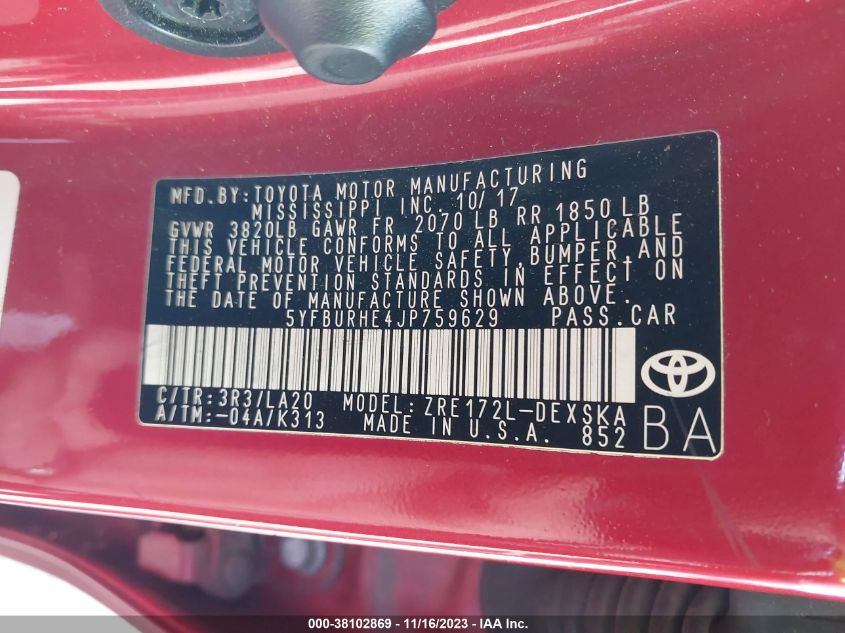 MFD.BY:TOYOTA MOTOR MANUFACTURING
MISSISSIPPI INC. 10/17
GVWR 3820LB GAWR FR 2070 LB RR 1850 LB
THIS VEHICLE CONFORMS TO ALL APPLICABLE
FEDERAL MOTOR VEHICLE SAFETY,BUMPER,AND
THEFT PREVENTION STANDARDS IN EFFECT ON
THE DATE OF MANUFACTURE SHOWN ABOVE.
5YFBURHE4JP759629 PASS.CAR
C/TR:3R3/LA20 MODEL: ZRE172L-DEXSKA
A/TM:-04A/K313 MADE IN U.S.A. 852
BA
000-38102869 - 11/16/2023 - IAA Inc.